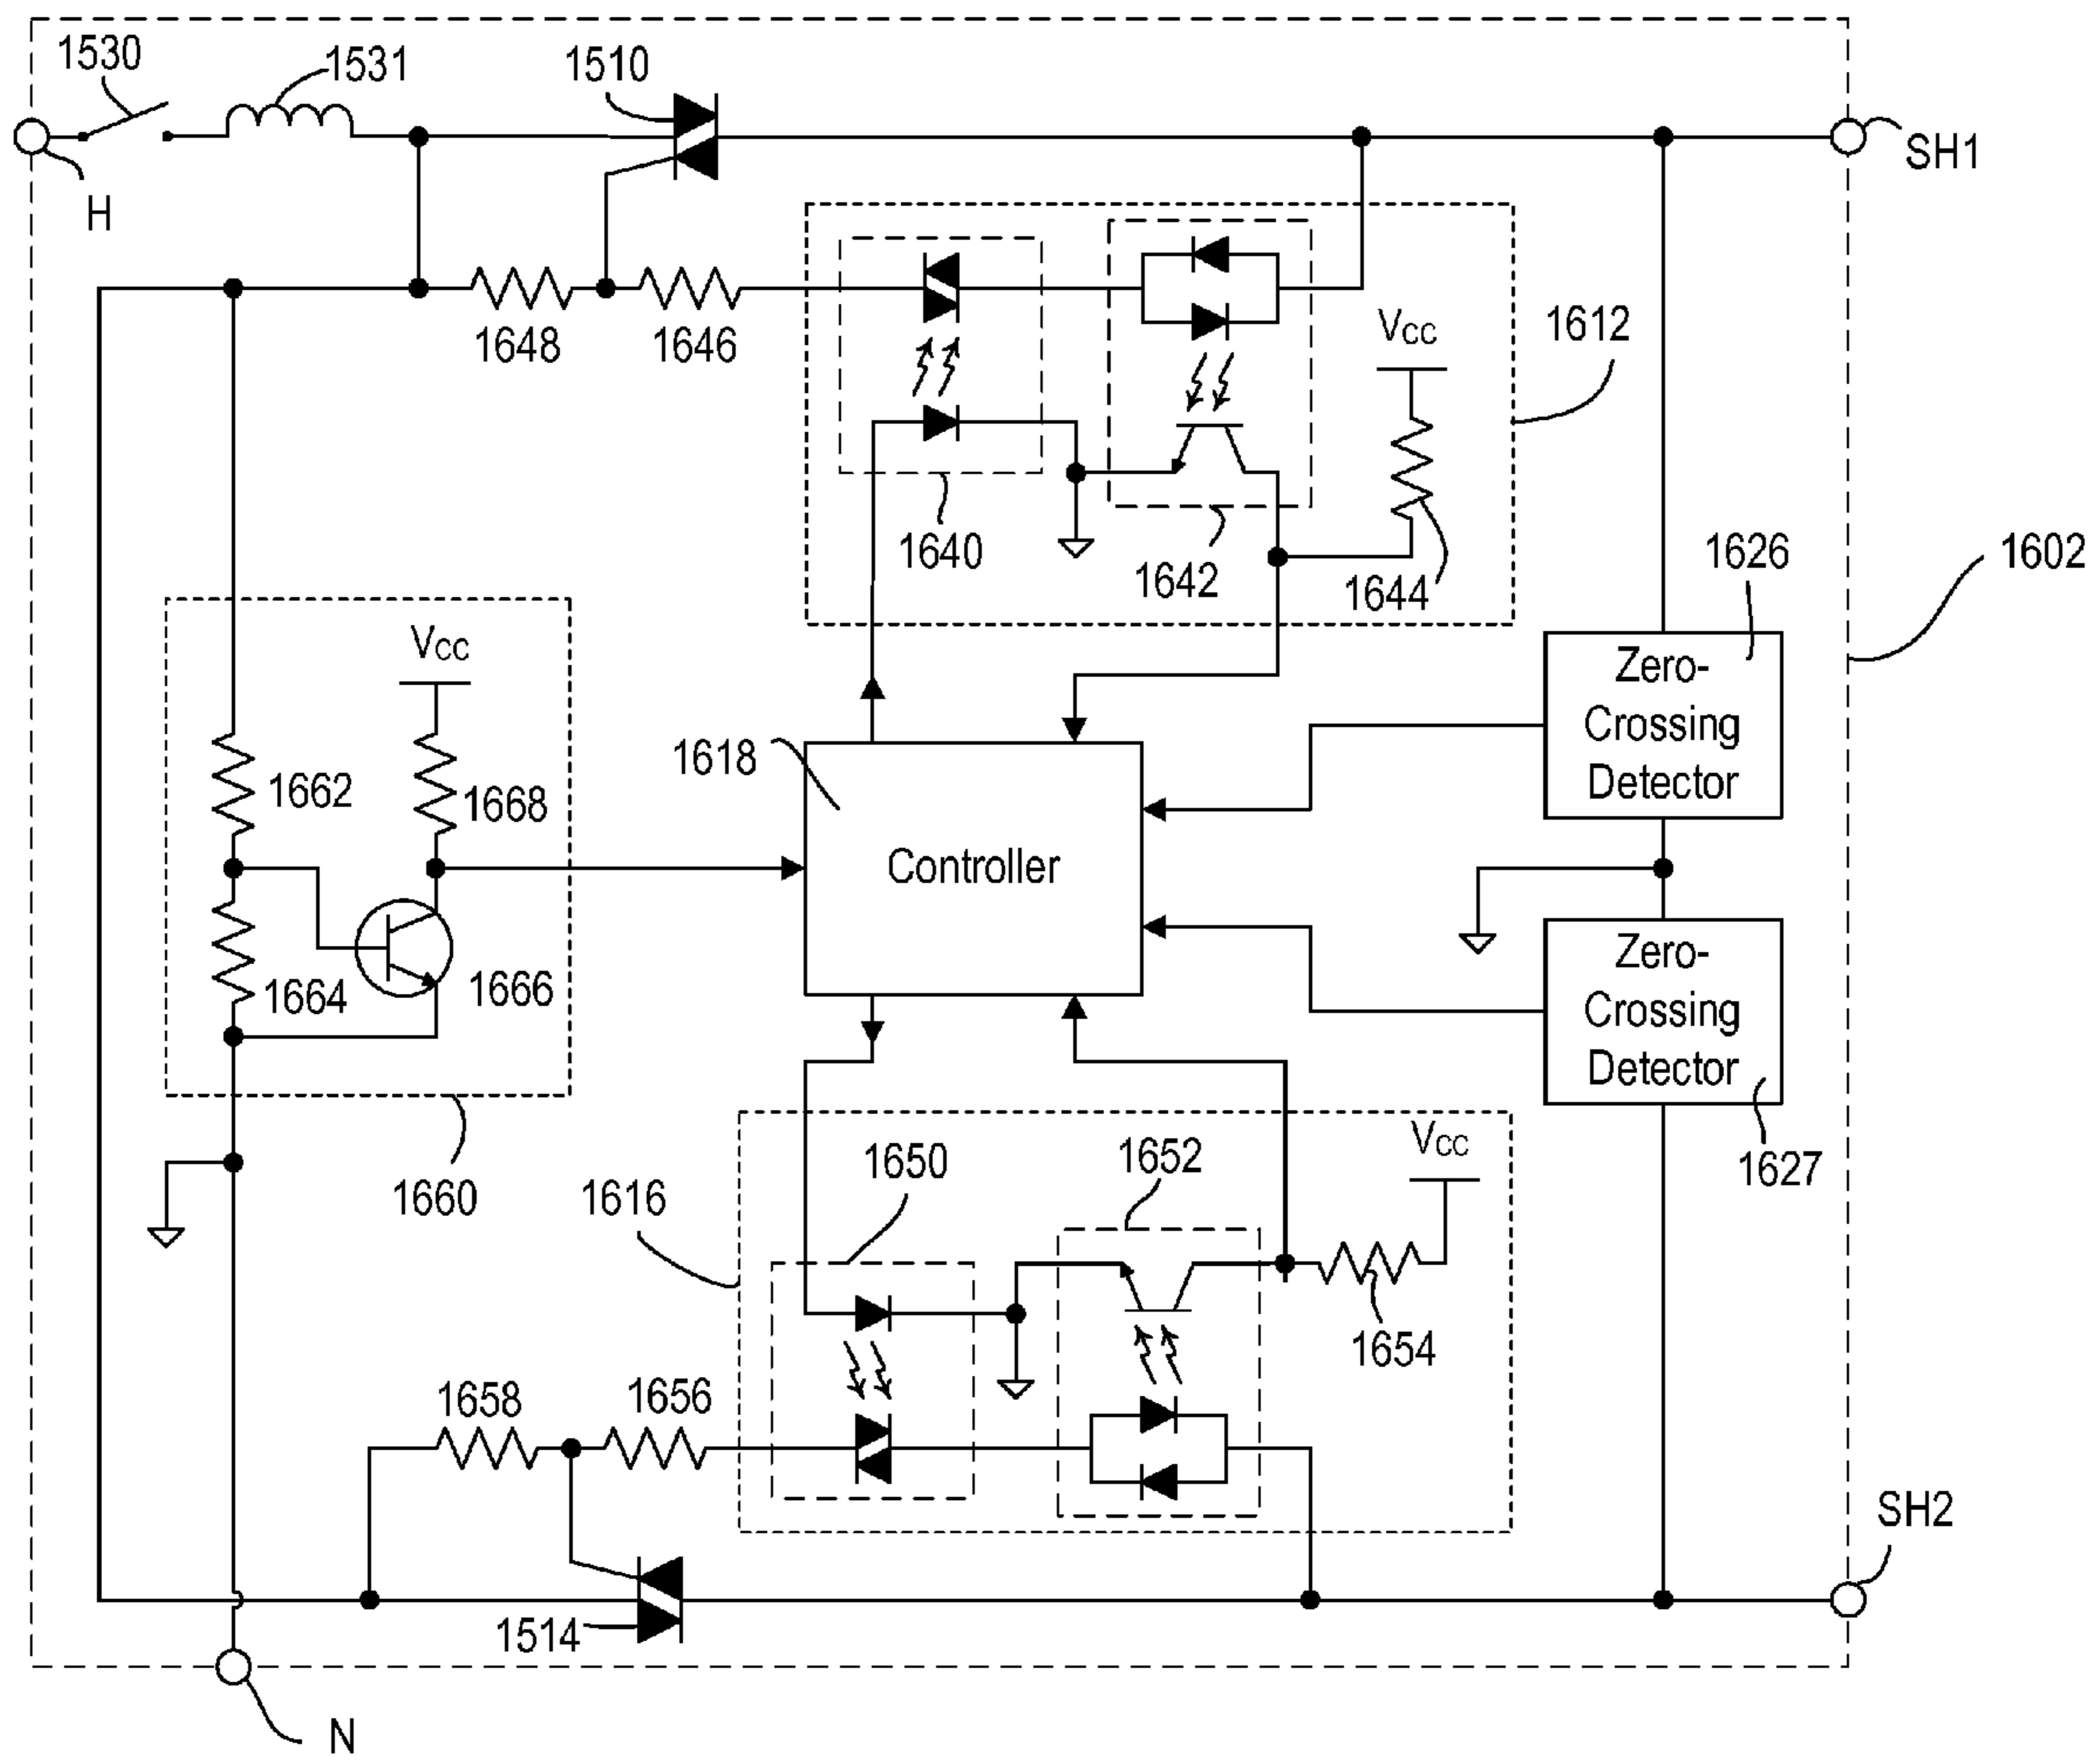 1530
1531
1510
SH1
H
1648
1646
1612
VCC
1640
1642
1644
1626
1602
Zero-
Crossing
Detector
VCC
1662
1668
1618
Controller
1664
1666
Zero-
Crossing
Detector
1627
1660
1616
1650
1652
VCC
1654
1658
1656
SH2
1514
N